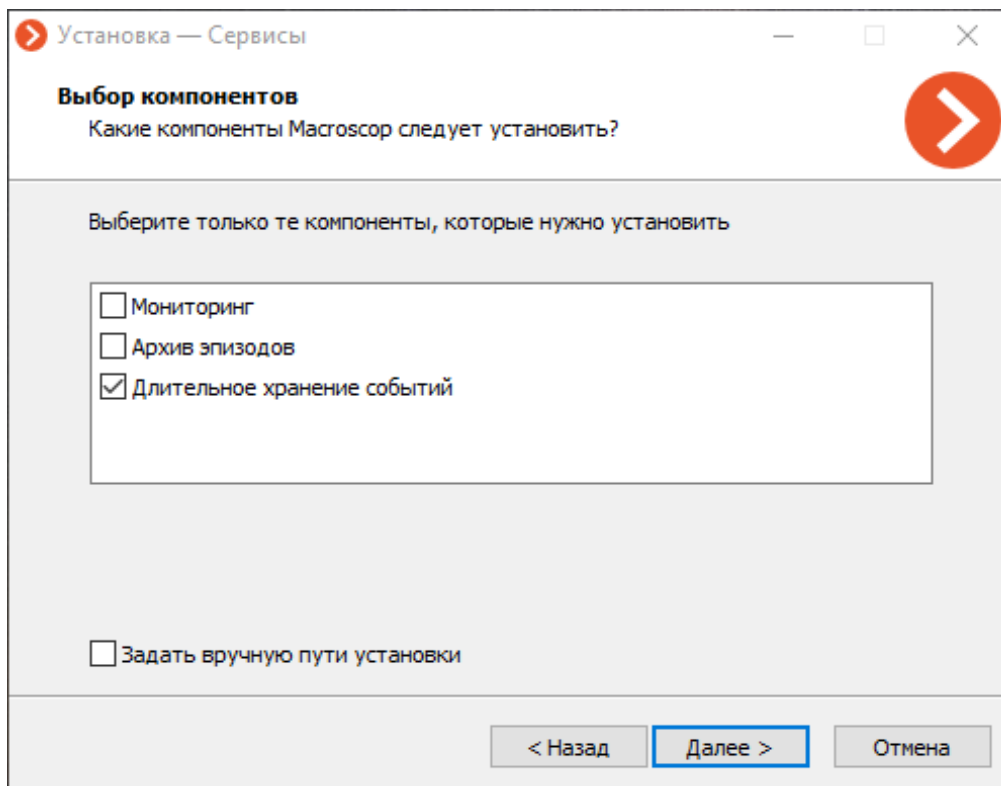 Установка — Сервисы
Выбор компонентов
Какие компоненты Macroscop следует установить?
Выберите только те компоненты, которые нужно установить
Мониторинг
Архив эпизодов
Длительное хранение событий
Задать вручную пути установки
< Назад
Далее >
Отмена